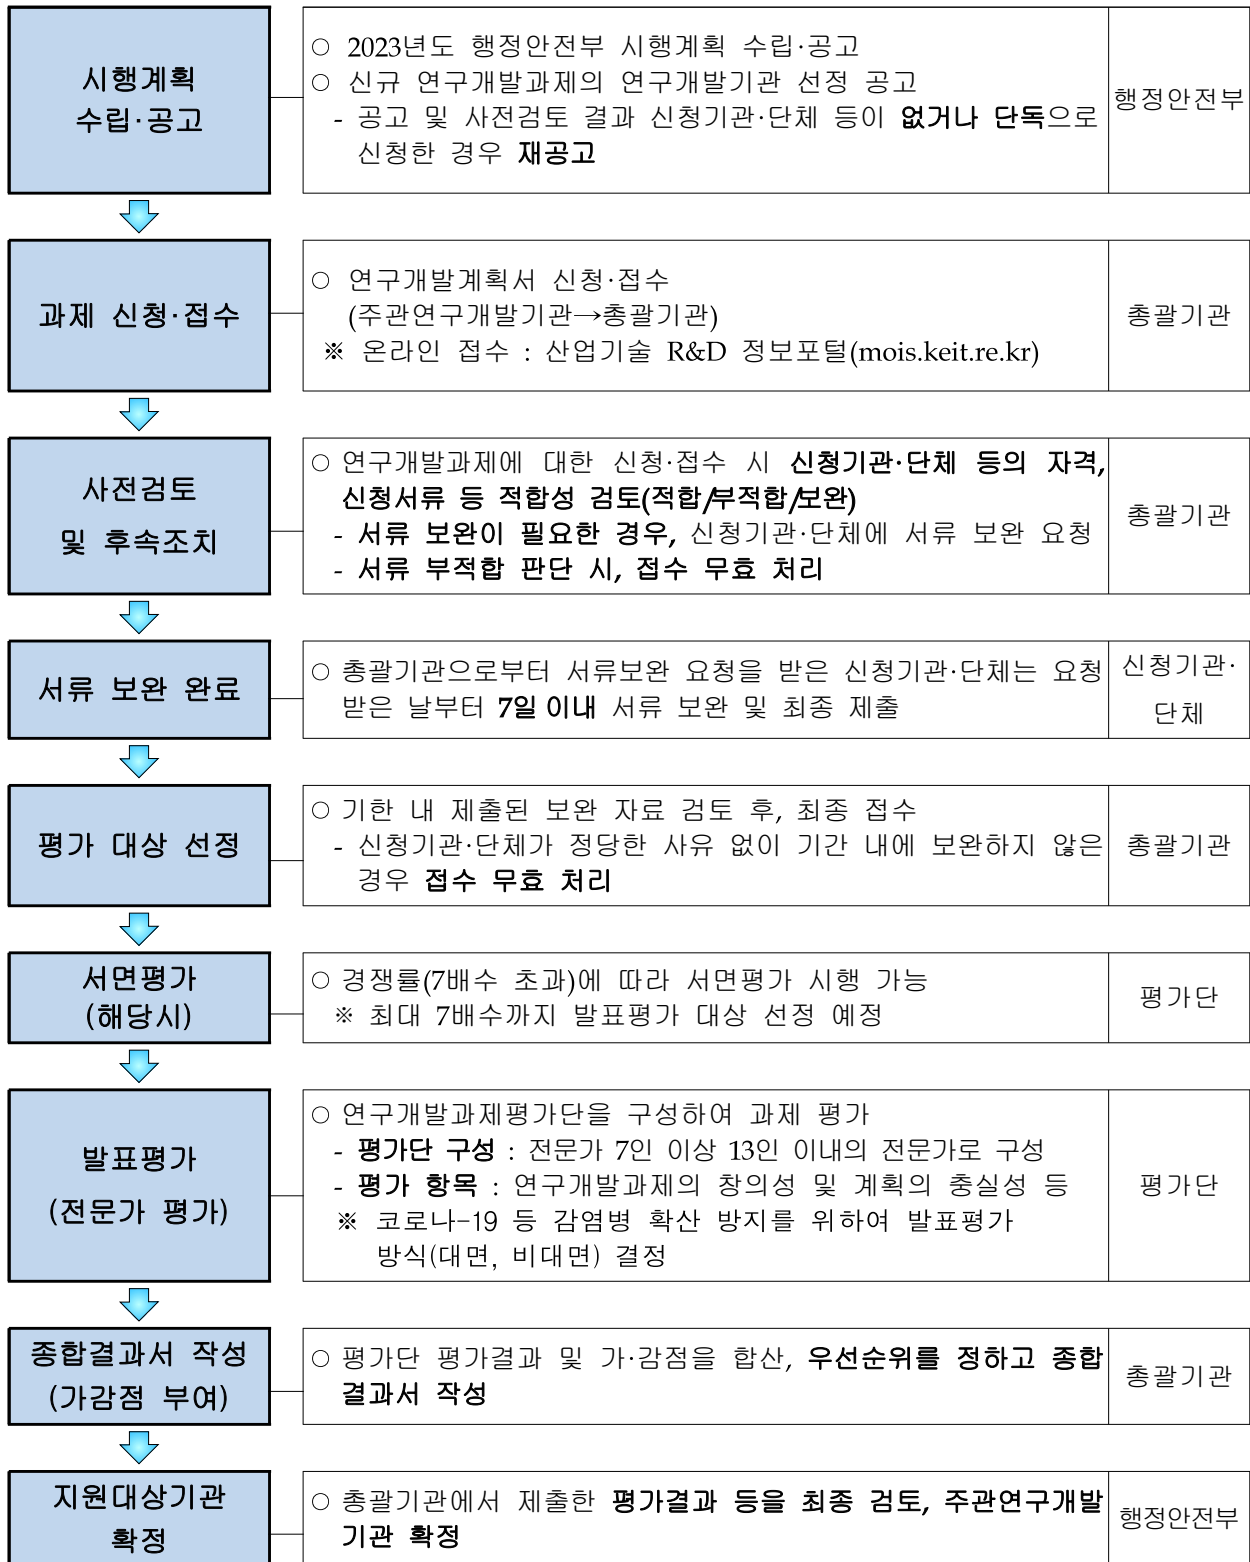 시행계획
수립·공고
○ 2023년도 행정안전부 시행계획 수립·공고
○ 신규 연구개발과제의 연구개발기관 선정 공고
- 공고 및 사전검토 결과 신청기관·단체 등이 없거나 단독으로
신청한 경우 재공고
행정안전부
과제 신청·접수
○ 연구개발계획서 신청·접수
(주관연구개발기관→총괄기관)
※ 온라인 접수 : 산업기술 R&D 정보포털(mois.keit.re.kr)
총괄기관
사전검토
및 후속조치
○ 연구개발과제에 대한 신청·접수 시 신청기관·단체 등의 자격,
신청서류 등 적합성 검토(적합/부적합/보완)
- 서류 보완이 필요한 경우, 신청기관·단체에 서류 보완 요청
- 서류 부적합 판단 시, 접수 무효 처리
총괄기관
서류 보완 완료
○ 총괄기관으로부터 서류보완 요청을 받은 신청기관·단체는 요청
받은 날부터 7일 이내 서류 보완 및 최종 제출
신청기관·
단체
평가 대상 선정
○ 기한 내 제출된 보완 자료 검토 후, 최종 접수
- 신청기관·단체가 정당한 사유 없이 기간 내에 보완하지 않은
경우 접수 무효 처리
총괄기관
서면평가
(해당시)
○ 경쟁률(7배수 초과)에 따라 서면평가 시행 가능
※ 최대 7배수까지 발표평가 대상 선정 예정
평가단
발표평가
(전문가 평가)
○ 연구개발과제평가단을 구성하여 과제 평가
- 평가단 구성 : 전문가 7인 이상 13인 이내의 전문가로 구성
- 평가 항목 : 연구개발과제의 창의성 및 계획의 충실성 등
※ 코로나-19 등 감염병 확산 방지를 위하여 발표평가
방식(대면, 비대면) 결정
평가단
종합결과서 작성
(가감점 부여)
○ 평가단 평가결과 및 가·감점을 합산, 우선순위를 정하고 종합
결과서 작성
총괄기관
지원대상기관
확정
○ 총괄기관에서 제출한 평가결과 등을 최종 검토, 주관연구개발
기관 확정
행정안전부